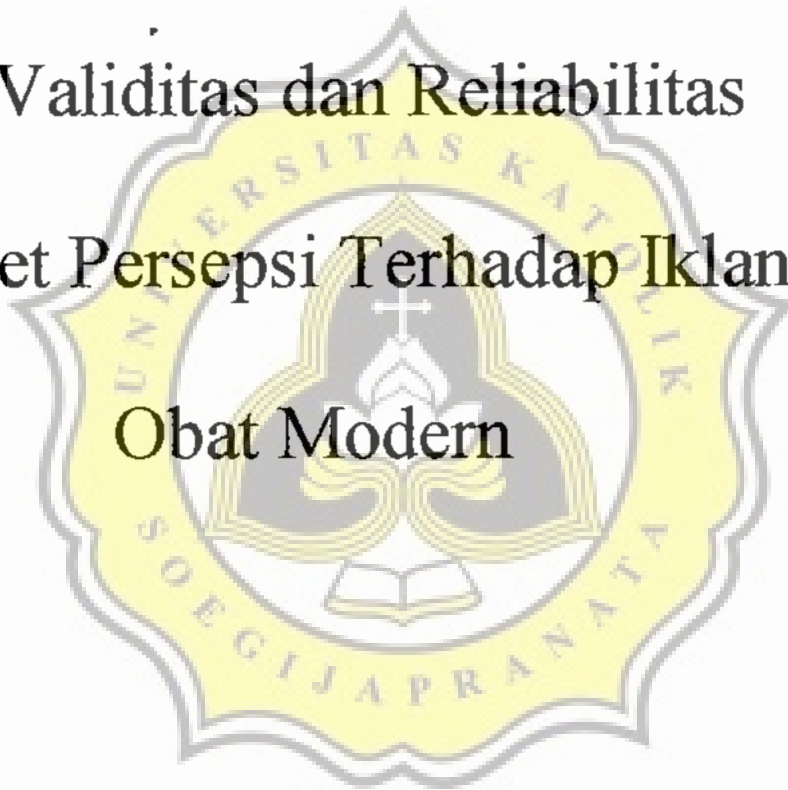 Validitas dan Reliabilitas
et Persepsi Terhadap Iklan
Obat Modern
UNIVERSITAS KATOLIK
SOEGIJAPRANATA